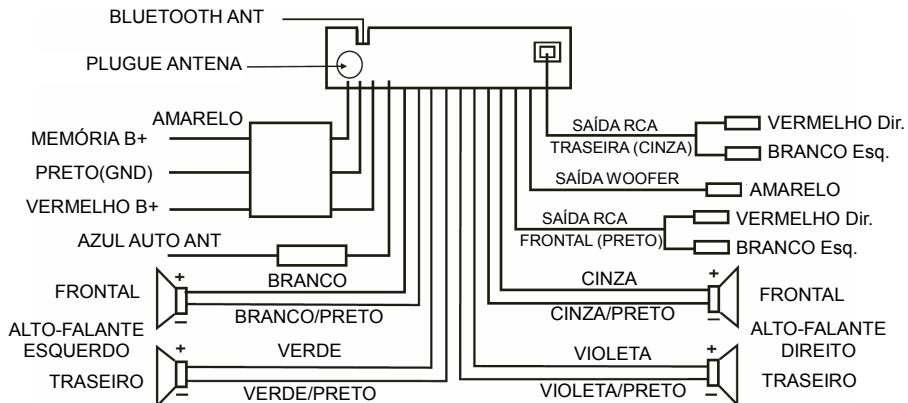 BLUETOOTH ANT
PLUGUE ANTENA
AMARELO
MEMÓRIA B+
PRETO(GND)
VERMELHO B+
AZUL AUTO ANT
BRANCO
+
FRONTAL
BRANCO/PRETO
–
ALTO-FALANTE
ESQUERDO
VERDE
+
TRASEIRO
VERDE/PRETO
–
SAÍDA RCA
TRASEIRA (CINZA)
VERMELHO Dir.
BRANCO Esq.
SAÍDA WOOFER
AMARELO
SAÍDA RCA
FRONTAL (PRETO)
VERMELHO Dir.
BRANCO Esq.
CINZA
+
FRONTAL
CINZA/PRETO
–
ALTO-FALANTE
DIREITO
VIOLETA
+
TRASEIRO
VIOLETA/PRETO
–